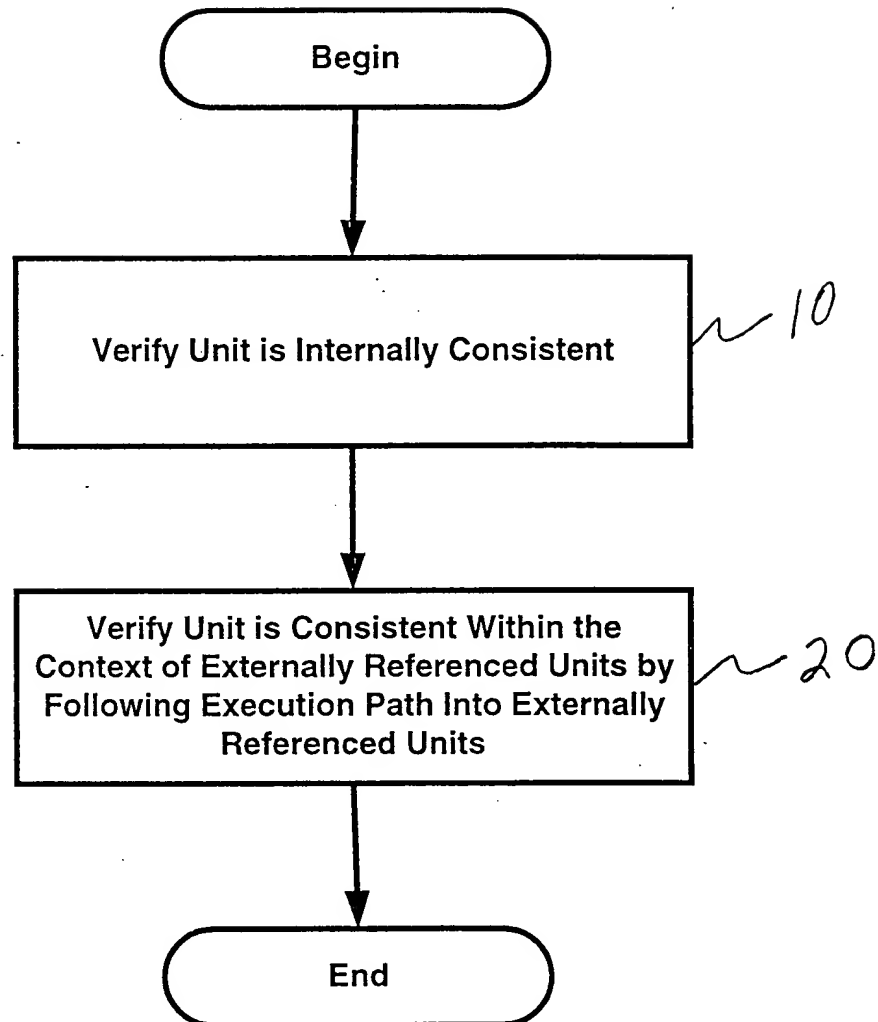 Begin
Verify Unit is Internally Consistent
10
Verify Unit is Consistent Within the
Context of Externally Referenced Units by
Following Execution Path Into Externally
Referenced Units
20
End